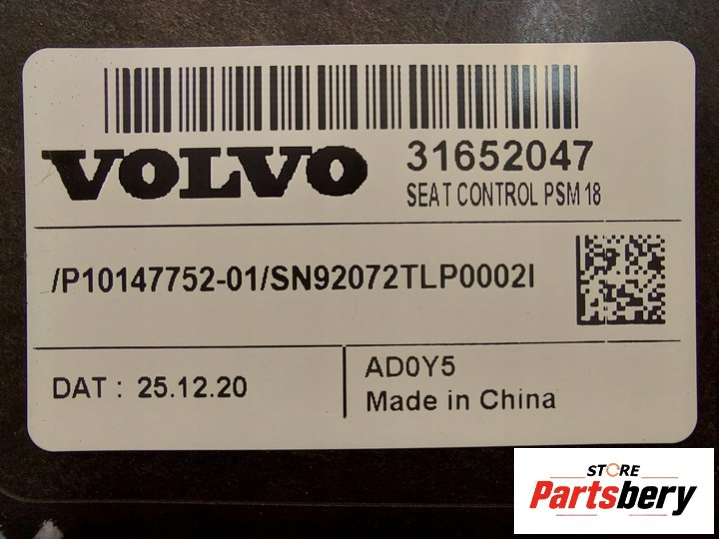 VOLVO 31652047
SEAT CONTROL PSM 18
/P10147752-01/SN92072TLP0002I
DAT : 25.12.20
AD0Y5
Made in China
STORE
Partsbery